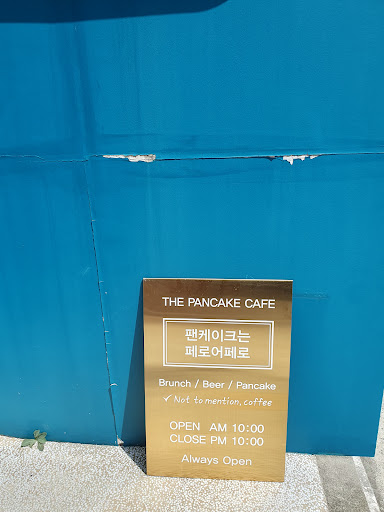 THE PANCAKE CAFE
팬케이크는
페로어페로
Brunch / Beer / Pancake
✓ Not to mention, coffee
OPEN AM 10:00
CLOSE PM 10:00
Always Open